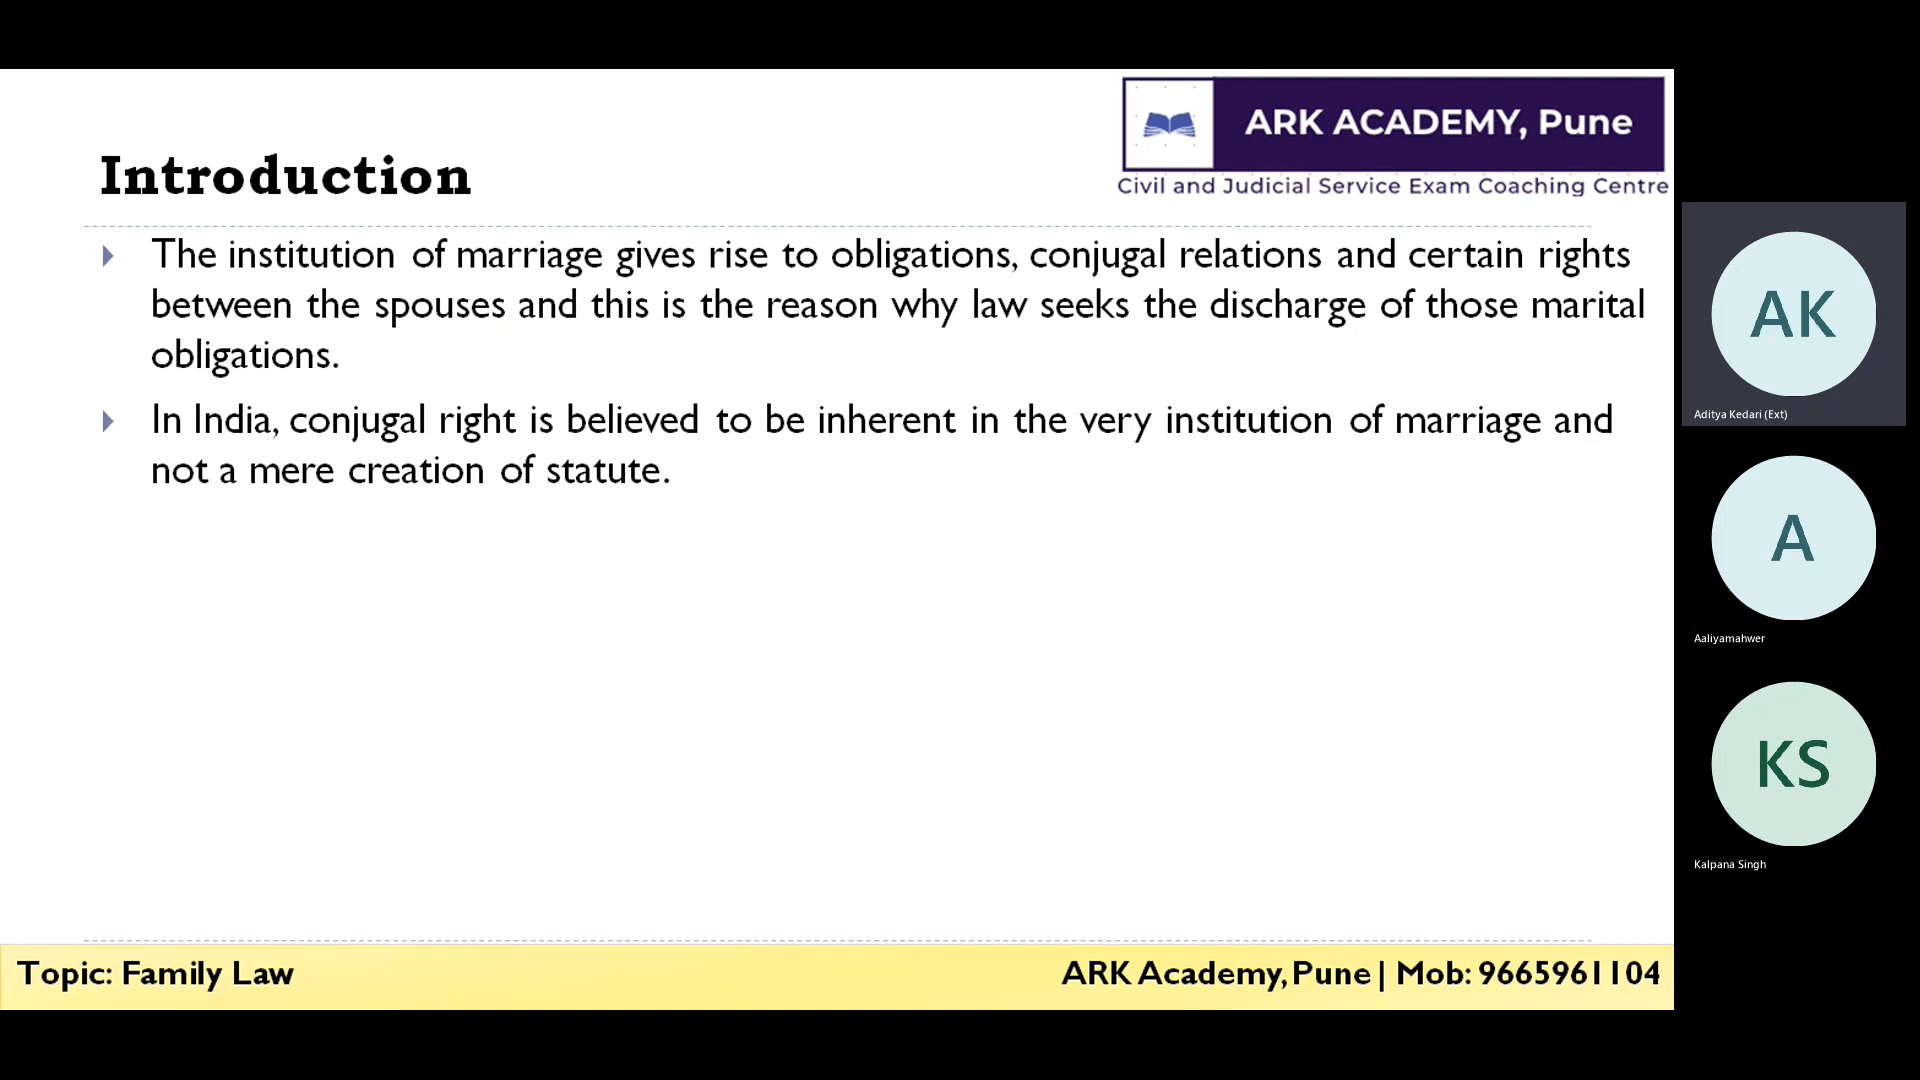 ARK ACADEMY, Pune
Civil and Judicial Service Exam Coaching Centre
Introduction
The institution of marriage gives rise to obligations, conjugal relations and certain rights
between the spouses and this is the reason why law seeks the discharge of those marital
obligations.
In India, conjugal right is believed to be inherent in the very institution of marriage and
not a mere creation of statute.
AK
Aditya Kedari (Ext)
A
Aaliyamahwer
KS
Kalpana Singh
Topic: Family Law
ARK Academy, Pune | Mob: 9665961104